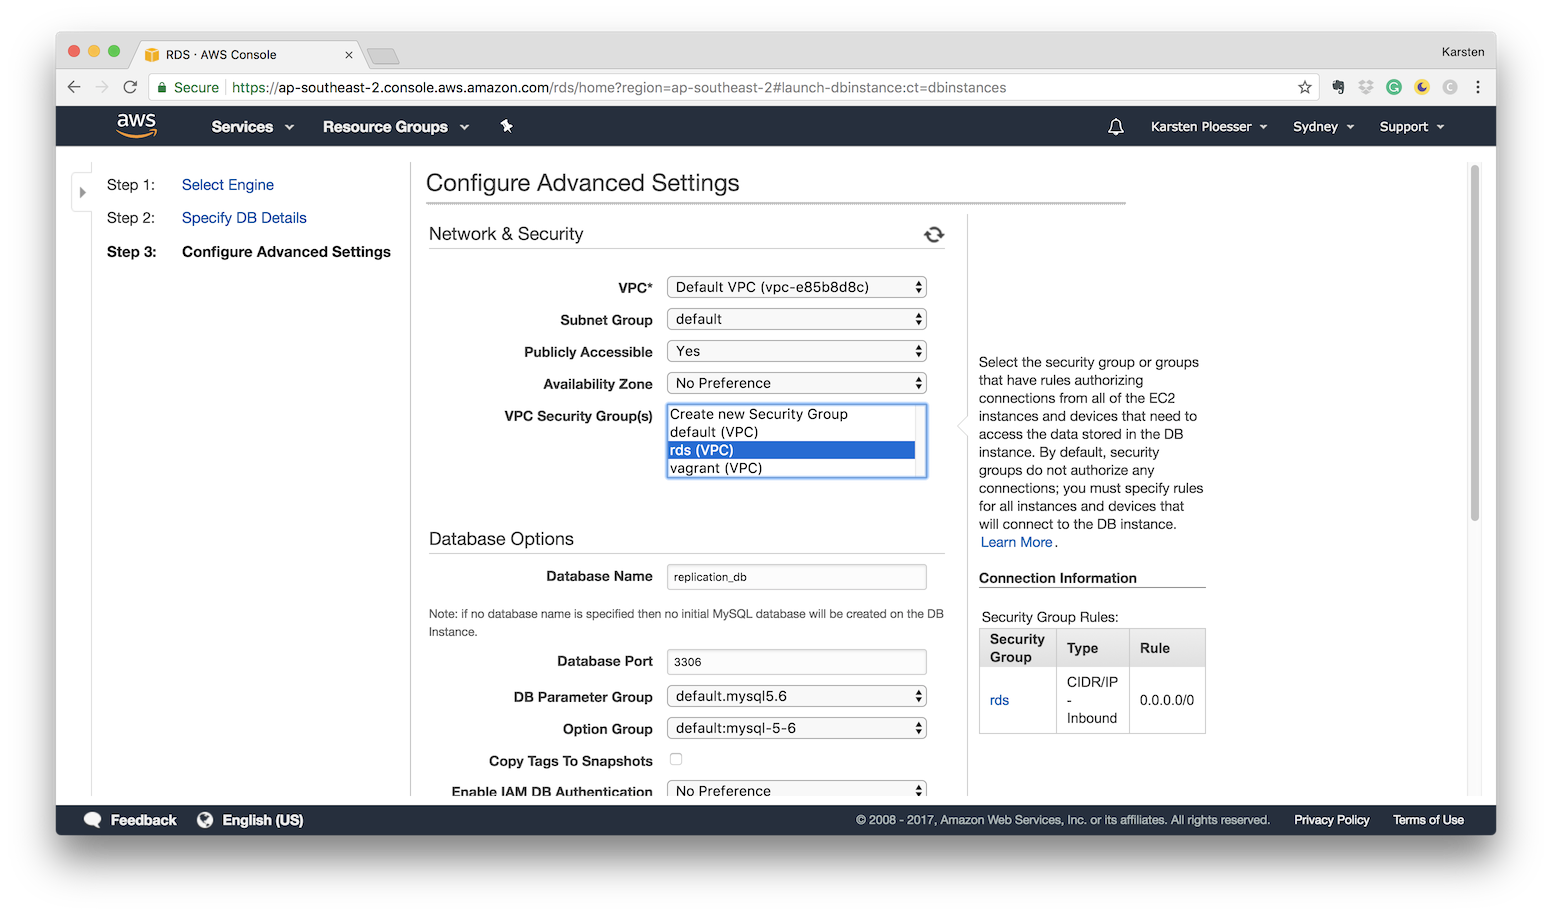 RDS · AWS Console
Karsten
Secure
https://ap-southeast-2.console.aws.amazon.com/rds/home?region=ap-southeast-2#launch-dbinstance:ct=dbinstances
aws
Services
Resource Groups
Karsten Ploesser
Sydney
Support
Step 1:
Select Engine
Step 2:
Specify DB Details
Step 3:
Configure Advanced Settings
Configure Advanced Settings
Network & Security
VPC*
Default VPC (vpc-e85b8d8c)
Subnet Group
default
Publicly Accessible
Yes
Availability Zone
No Preference
VPC Security Group(s)
Create new Security Group
default (VPC)
rds (VPC)
vagrant (VPC)
Database Options
Database Name
replication_db
Note: if no database name is specified then no initial MySQL database will be created on the DB
Instance.
Database Port
3306
DB Parameter Group
default.mysql5.6
Option Group
default:mysql-5-6
Copy Tags To Snapshots
Enable IAM DB Authentication
No Preference
Select the security group or groups
that have rules authorizing
connections from all of the EC2
instances and devices that need to
access the data stored in the DB
instance. By default, security
groups do not authorize any
connections; you must specify rules
for all instances and devices that
will connect to the DB instance.
Learn More.
Connection Information
Security Group Rules:
Security
Group
Type
Rule
rds
CIDR/IP
-
Inbound
0.0.0.0/0
Feedback
English (US)
© 2008 - 2017, Amazon Web Services, Inc. or its affiliates. All rights reserved.
Privacy Policy
Terms of Use